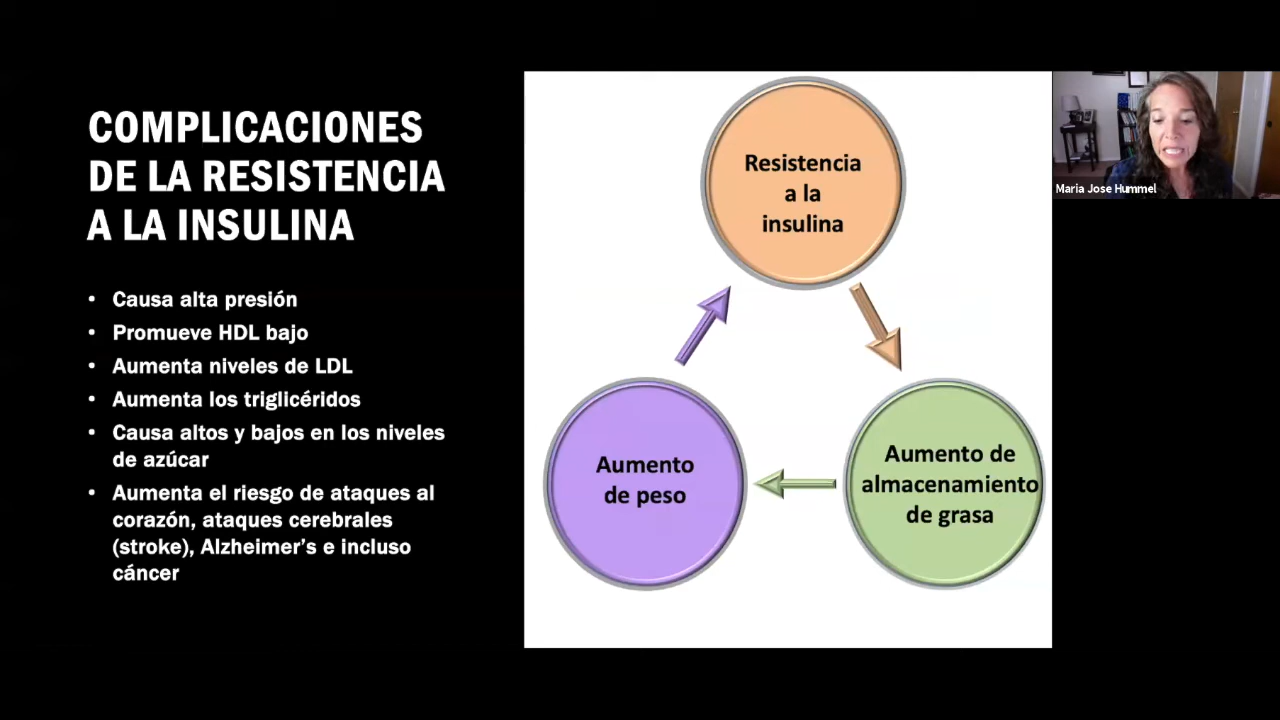 COMPLICACIONES
DE LA RESISTENCIA
A LA INSULINA
• Causa alta presión
• Promueve HDL bajo
• Aumenta niveles de LDL
• Aumenta los triglicéridos
• Causa altos y bajos en los niveles
de azúcar
• Aumenta el riesgo de ataques al
corazón, ataques cerebrales
(stroke), Alzheimer’s e incluso
cáncer
Resistencia
a la
insulina
Aumento de
almacenamiento
de grasa
Aumento
de peso
Maria Jose Hummel